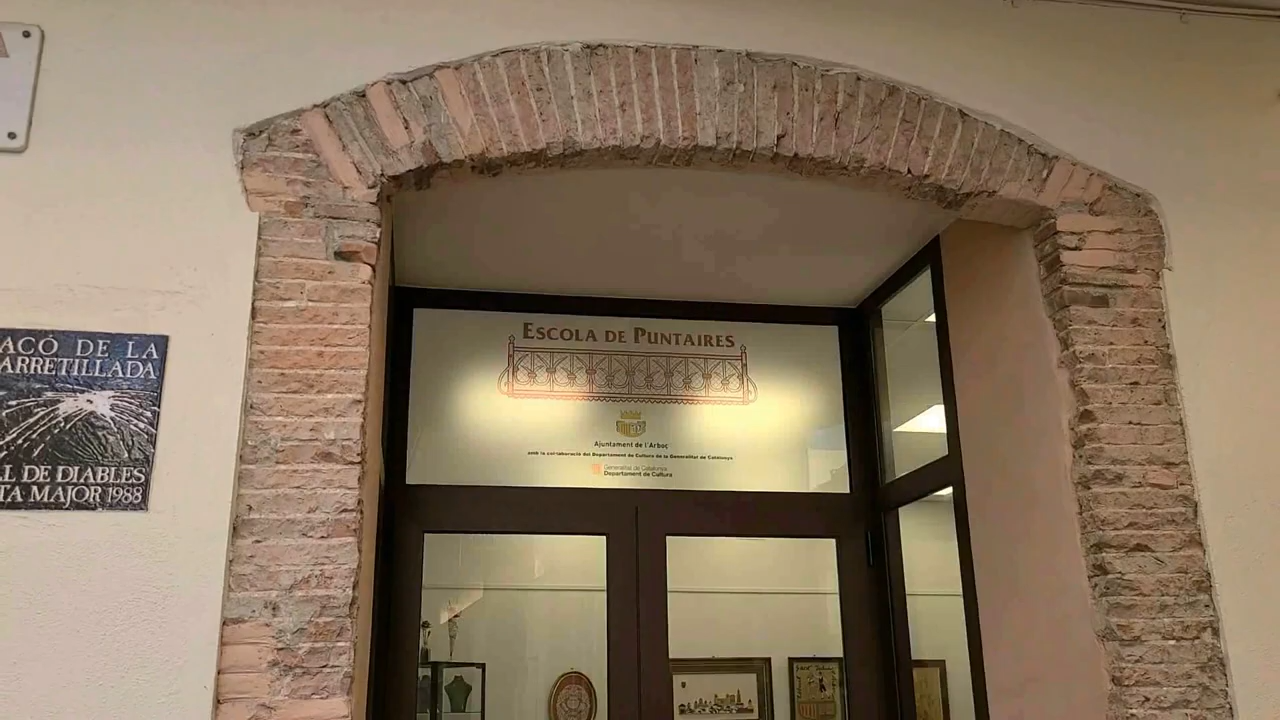 ACÓ DE LA
ARRETILLADA
L DE DIABLES
TA MAJOR 1988
ESCOLA DE PUNTAIRES
Ajuntament de l'Arboç
amb la col·laboració del Departament de Cultura de la Generalitat de Catalunya
Generalitat de Catalunya
Departament de Cultura